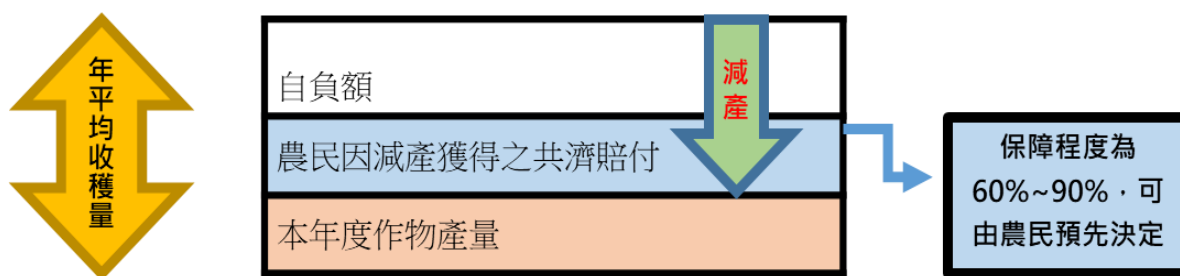 年平均收穫量
自負額
減產
農民因減產獲得之共濟賠付
本年度作物產量
保障程度為
60%~90%，可
由農民預先決定